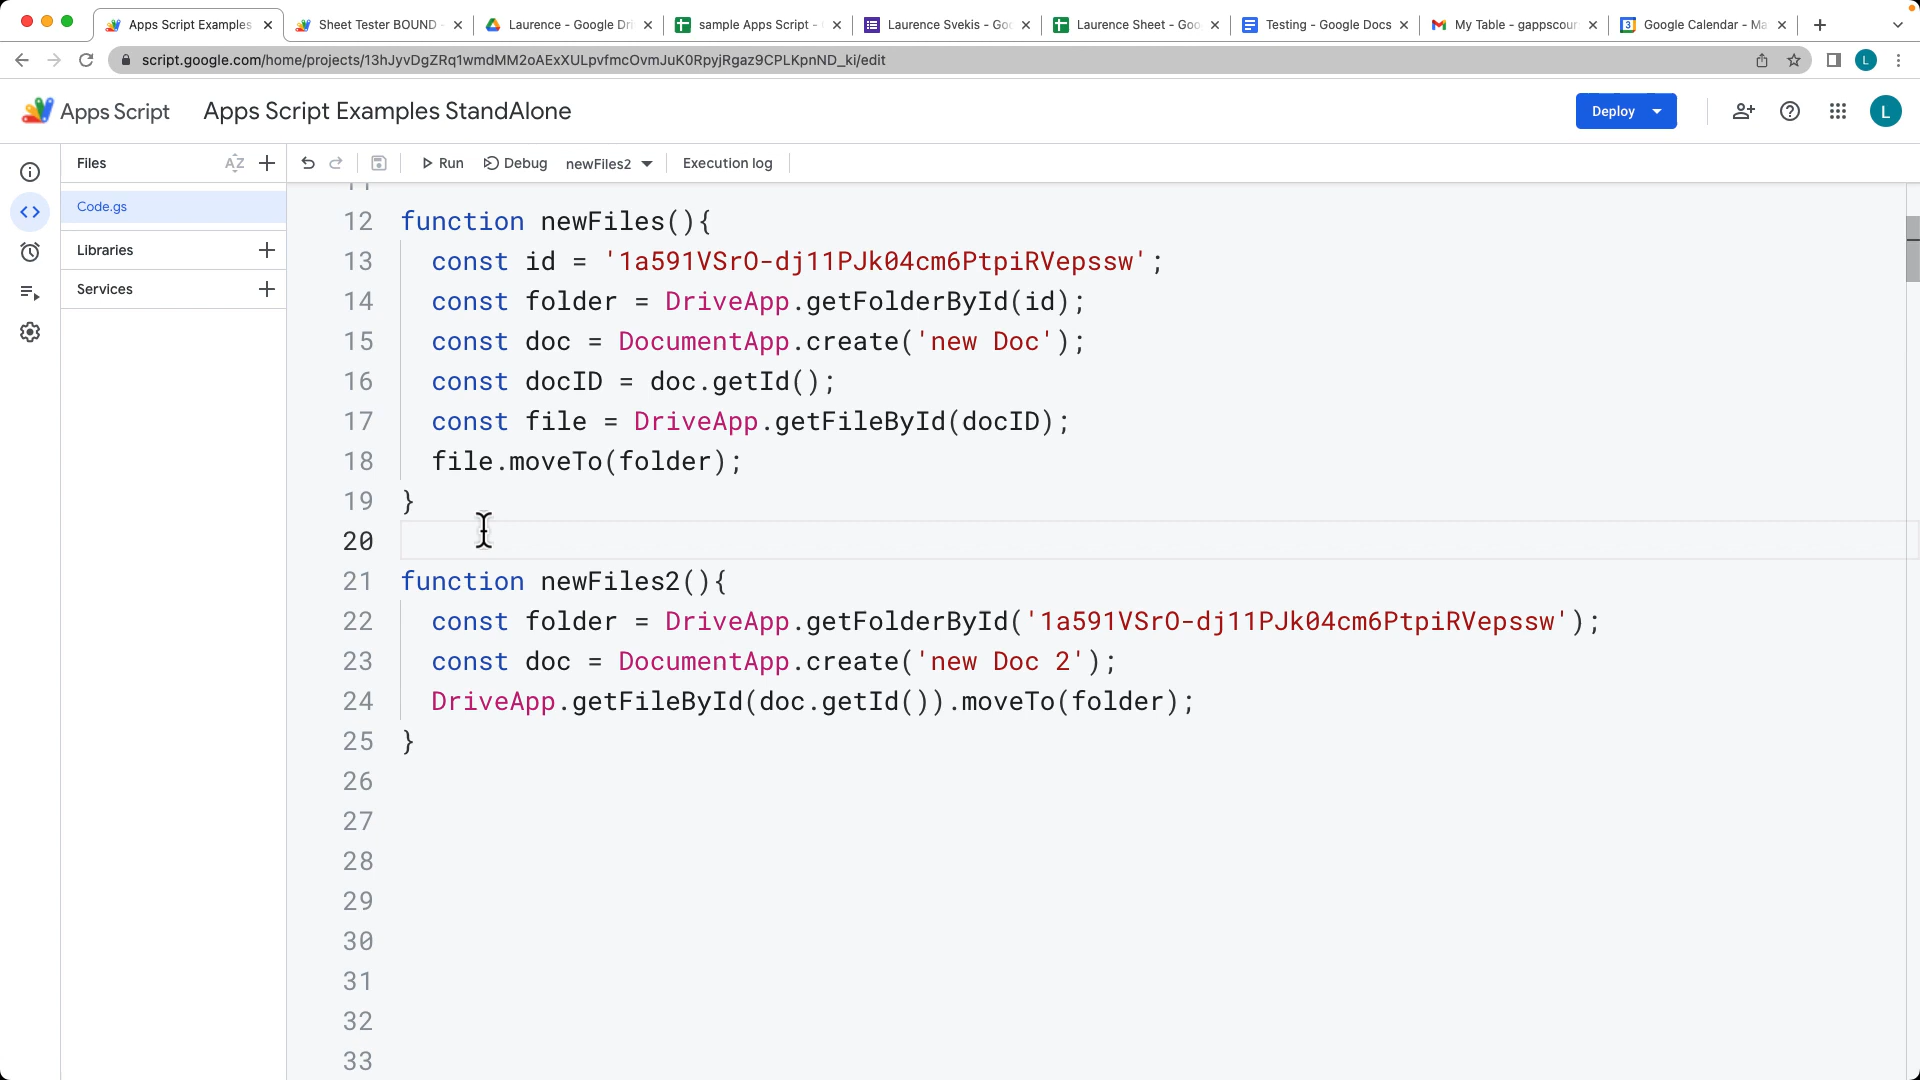 Apps Script Examples
Sheet Tester BOUND -
Laurence - Google Dri
sample Apps Script -
Laurence Svekis - Go
Laurence Sheet - Goo
Testing - Google Docs
My Table - gappscour
Google Calendar - Ma
script.google.com/home/projects/13hJyvDgZRq1wmdMM2oAExXULpvfmcOvmJuK0RpyjRgaz9CPLKpnND_ki/edit
L
Apps Script
Apps Script Examples StandAlone
Deploy
L
Files
AZ
Run
Debug
newFiles2
Execution log
Code.gs
Libraries
Services
11
12 function newFiles(){
13 const id = '1a591VSrO-dj11PJk04cm6PtpiRVepssw';
14 const folder = DriveApp.getFolderById(id);
15 const doc = DocumentApp.create('new Doc');
16 const docID = doc.getId();
17 const file = DriveApp.getFileById(docID);
18 file.moveTo(folder);
19 }
20
21 function newFiles2(){
22 const folder = DriveApp.getFolderById('1a591VSrO-dj11PJk04cm6PtpiRVepssw');
23 const doc = DocumentApp.create('new Doc 2');
24 DriveApp.getFileById(doc.getId()).moveTo(folder);
25 }
26
27
28
29
30
31
32
33